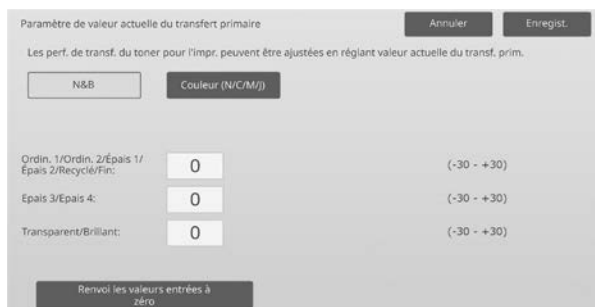 Paramètre de valeur actuelle du transfert primaire
Annuler
Enregist.
Les perf. de transf. du toner pour l'impr. peuvent être ajustées en réglant valeur actuelle du transf. prim.
N&B
Couleur (N/C/M/J)
Ordin. 1/Ordin. 2/Épais 1/
Épais 2/Recyclé/Fin:
0
(-30 - +30)
Epais 3/Epais 4:
0
(-30 - +30)
Transparent/Brillant:
0
(-30 - +30)
Renvoi les valeurs entrées à
zéro